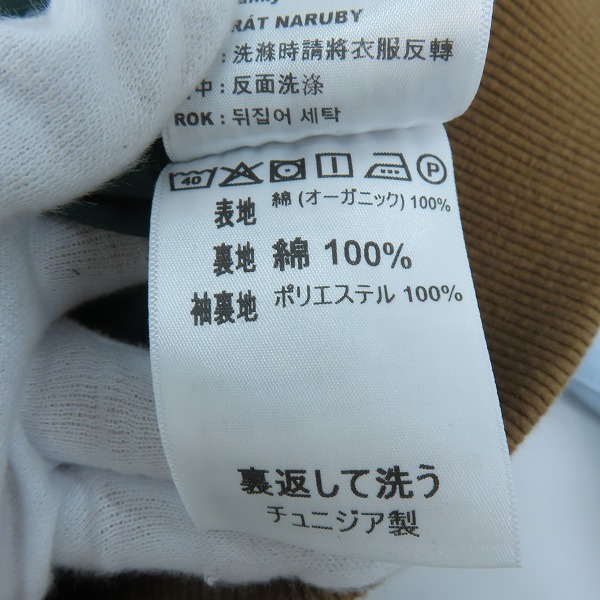 RÁT NARUBY
: 洗滌時請將衣服反轉
中 : 反面洗涤
ROK : 뒤집어 세탁
40 P
表地 綿 (オーガニック) 100%
裏地 綿 100%
袖裏地 ポリエステル 100%
裏返して洗う
チュニジア製